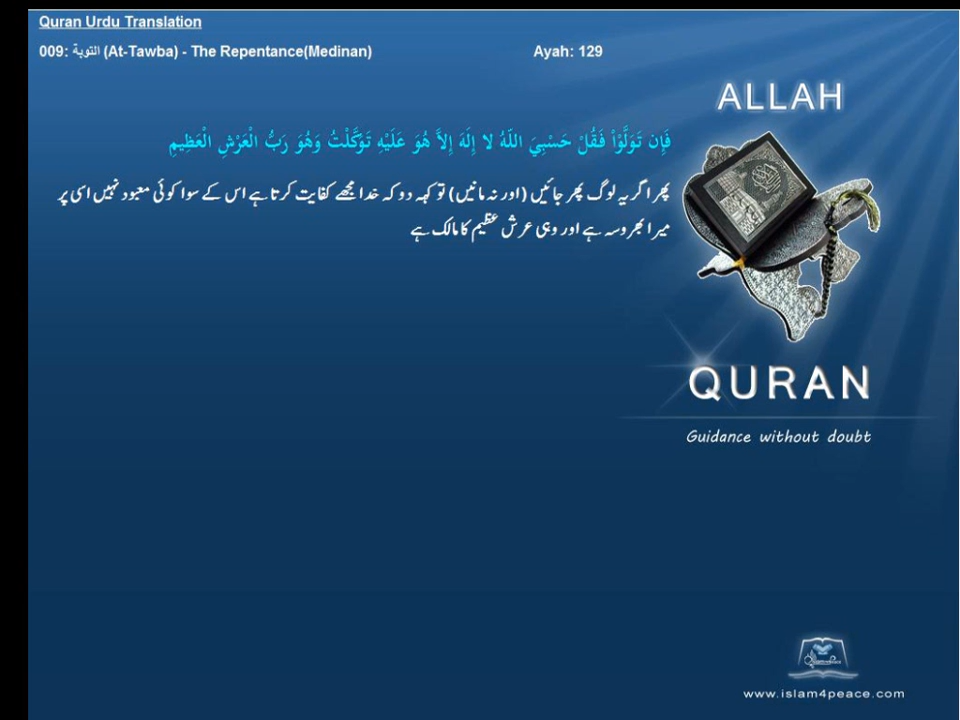 Quran Urdu Translation
009: التوبة (At-Tawba) - The Repentance(Medinan)
Ayah: 129
ALLAH
فَإِن تَوَلَّوْاْ فَقُلْ حَسْبِيَ اللّهُ لا إِلَهَ إِلاَّ هُوَ عَلَيْهِ تَوَكَّلْتُ وَهُوَ رَبُّ الْعَرْشِ الْعَظِيمِ
پھر اگر یہ لوگ پھر جائیں (اور نہ مانیں) تو کہہ دو کہ خدا مجھے کفایت کرتا ہے اس کے سوا کوئی معبود نہیں اسی پر
میرا بھروسہ ہے اور وہی عرش عظیم کا مالک ہے
QURAN
Guidance without doubt
www.islam4peace.com